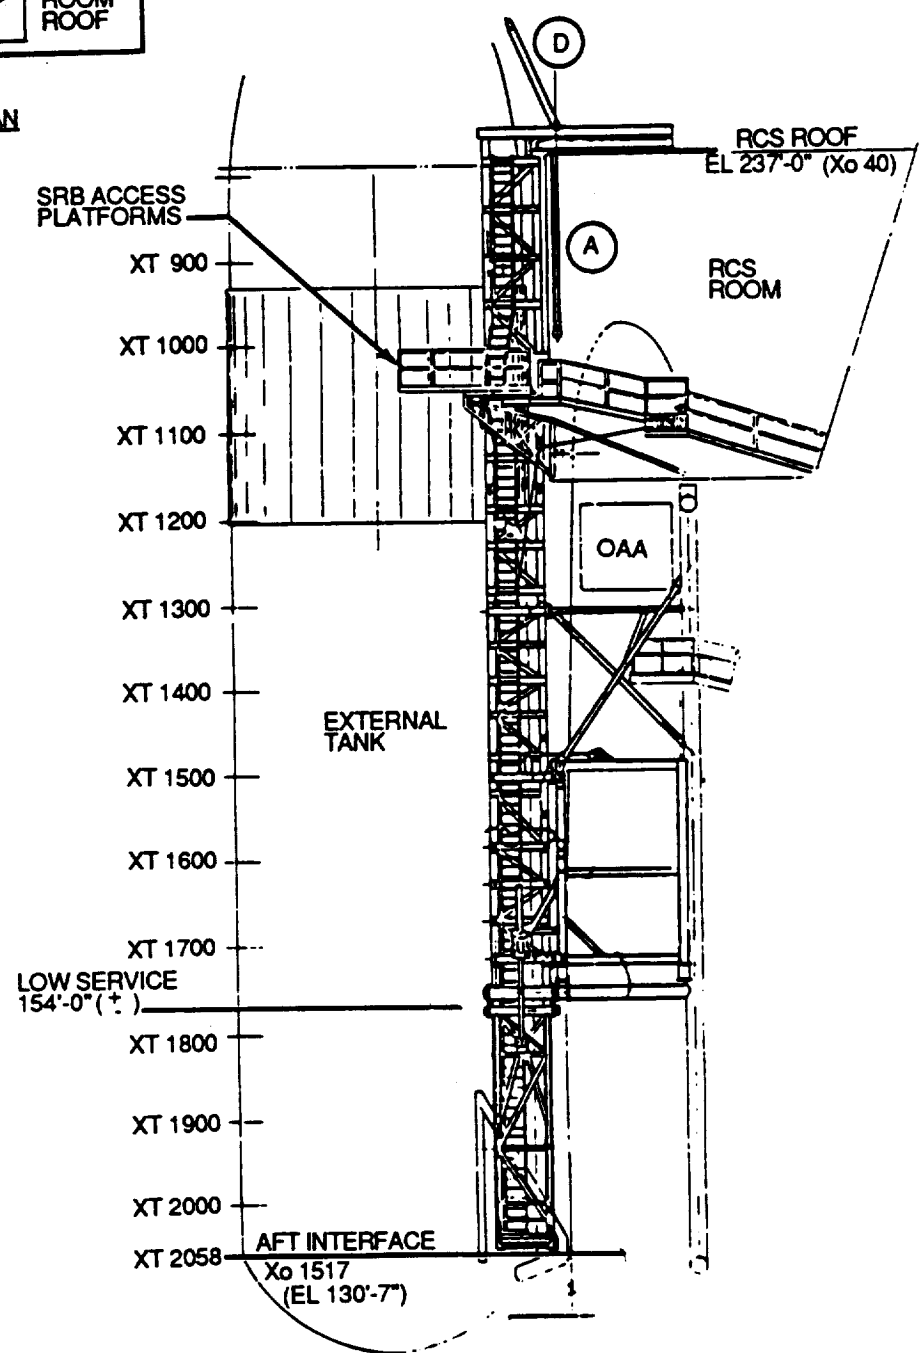 ROOM
ROOF
D
RCS ROOF
EL 237'-0" (Xo 40)
SRB ACCESS
PLATFORMS
A
XT 900
RCS
ROOM
XT 1000
XT 1100
XT 1200
OAA
XT 1300
XT 1400
EXTERNAL
TANK
XT 1500
XT 1600
XT 1700
LOW SERVICE
154'-0" (±)
XT 1800
XT 1900
XT 2000
AFT INTERFACE
XT 2058
Xo 1517
(EL 130'-7")